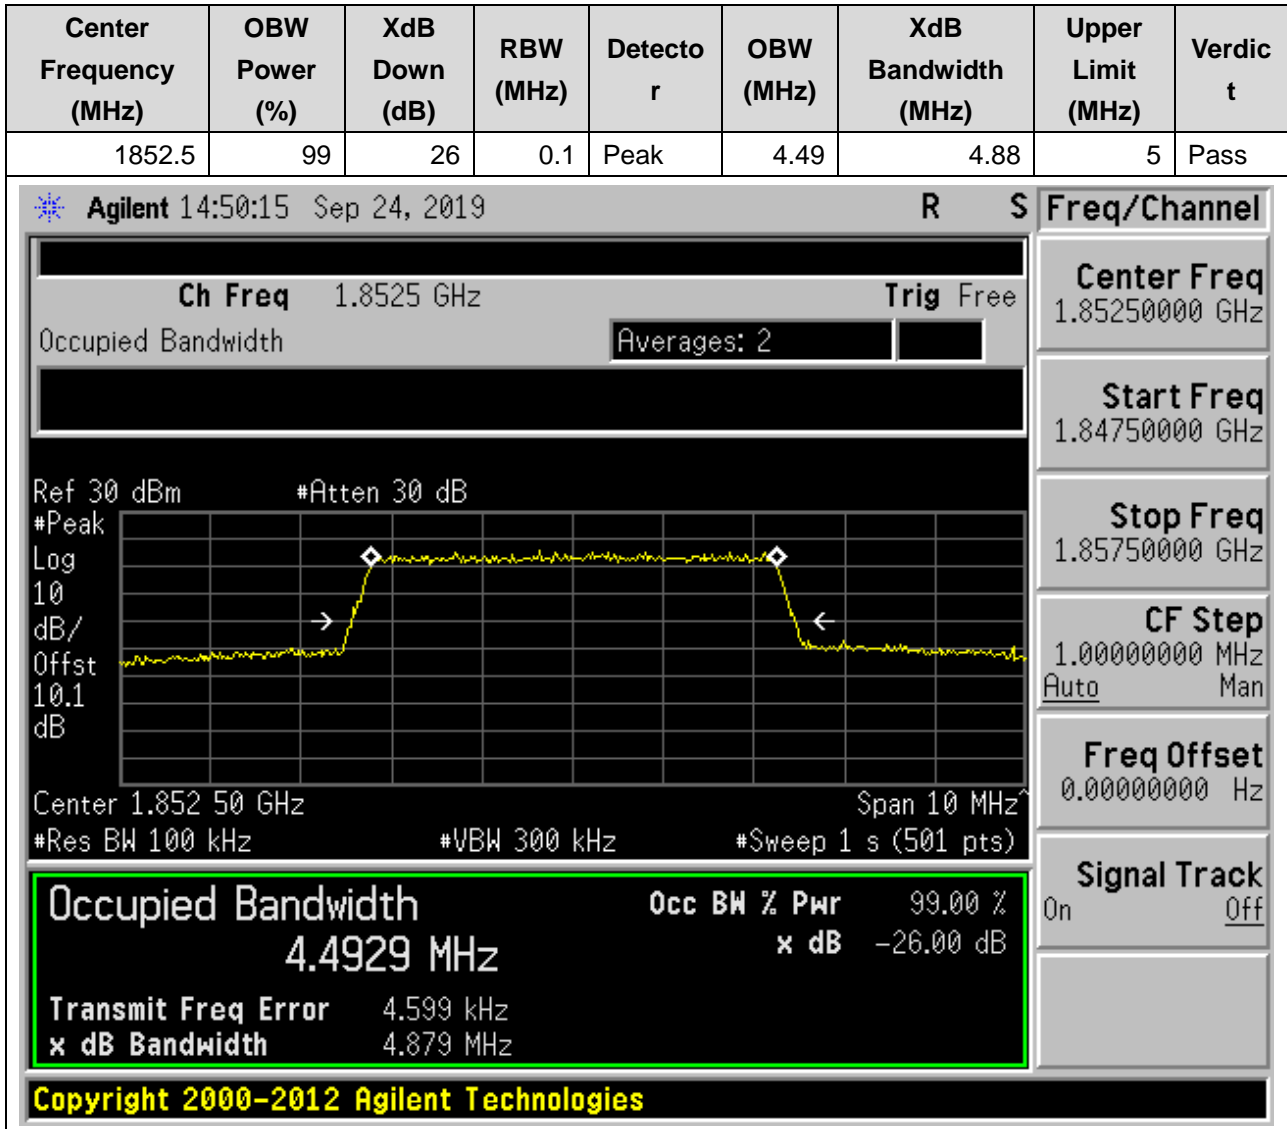 Center Frequency (MHz) OBW Power (%) XdB Down (dB) RBW (MHz) Detecto r OBW (MHz) XdB Bandwidth (MHz) Upper Limit (MHz) Verdic t
1852.5 99 26 0.1 Peak 4.49 4.88 5 Pass
Agilent 14:50:15 Sep 24, 2019 R S
Ch Freq 1.8525 GHz Trig Free
Occupied Bandwidth Averages: 2
Ref 30 dBm #Atten 30 dB
#Peak
Log
10
dB/
Offst
10.1
dB
Center 1.852 50 GHz Span 10 MHz^
#Res BW 100 kHz #VBW 300 kHz #Sweep 1 s (501 pts)
Occupied Bandwidth Occ BW % Pwr 99.00 %
4.4929 MHz x dB -26.00 dB
Transmit Freq Error 4.599 kHz
x dB Bandwidth 4.879 MHz
Copyright 2000-2012 Agilent Technologies
Freq/Channel
Center Freq
1.85250000 GHz
Start Freq
1.84750000 GHz
Stop Freq
1.85750000 GHz
CF Step
1.00000000 MHz
Auto Man
Freq Offset
0.00000000 Hz
Signal Track
On Off